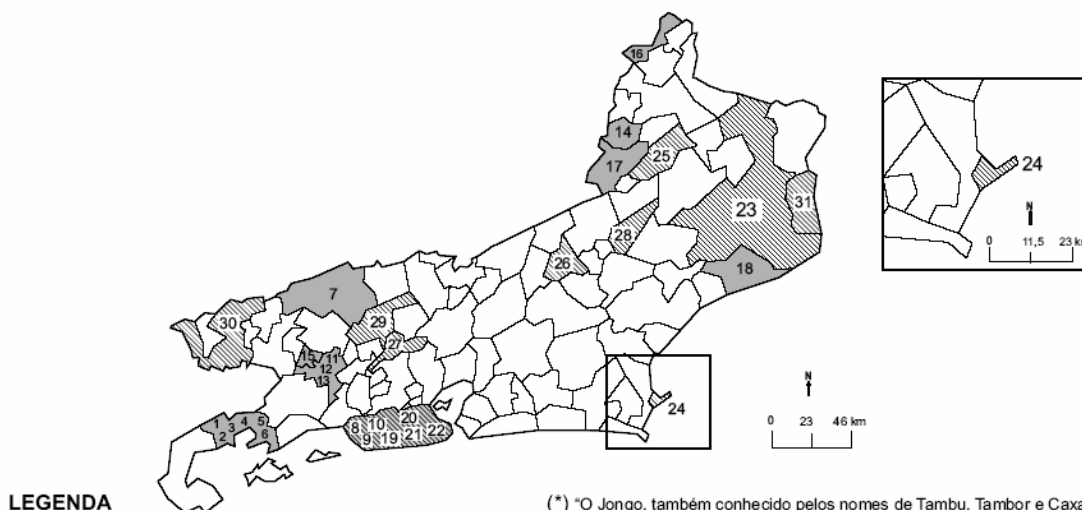 16
14
17
25
23
31
28
26
18
7
30
29
27
15 11
12
13
1 4 5
3
2 6
20
8 10
9 19 21 22
24
N
0 23 46 km
24
N
0 11,5 23 km
LEGENDA
(*) "O Jongo, também conhecido pelos nomes de Tambu, Tambor e Caxa